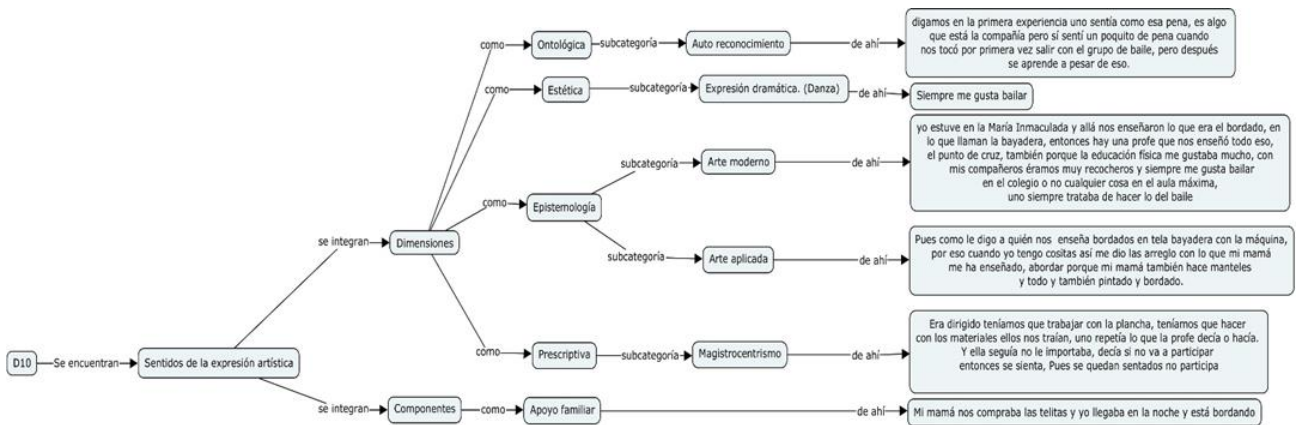 D10
Se encuentran
Sentidos de la expresión artística
se integran
Dimensiones
como
Ontológica
subcategoría
Auto reconocimiento
de ahí
digamos en la primera experiencia uno sentía como esa pena, es algo
que está la compañía pero sí sentí un poquito de pena cuando
nos tocó por primera vez salir con el grupo de baile, pero después
se aprende a pesar de eso.
como
Estética
subcategoría
Expresión dramática. (Danza)
de ahí
Siempre me gusta bailar
como
Epistemología
subcategoría
Arte moderno
de ahí
yo estuve en la María Inmaculada y allá nos enseñaron lo que era el bordado, en
lo que llaman la bayadera, entonces hay una profe que nos enseñó todo eso,
el punto de cruz, también porque la educación física me gustaba mucho, con
mis compañeros éramos muy recocheros y siempre me gusta bailar
en el colegio o no cualquier cosa en el aula máxima,
uno siempre trataba de hacer lo del baile
subcategoría
Arte aplicada
de ahí
Pues como le digo a quién nos enseña bordados en tela bayadera con la máquina,
por eso cuando yo tengo cositas así me dio las arreglo con lo que mi mamá
me ha enseñado, abordar porque mi mamá también hace manteles
y todo y también pintado y bordado.
como
Prescriptiva
subcategoría
Magistrocentrismo
de ahí
Era dirigido teníamos que trabajar con la plancha, teníamos que hacer
con los materiales ellos nos traían, uno repetía lo que la profe decía o hacía.
Y ella seguía no le importaba, decía si no va a participar
entonces se sienta, Pues se quedan sentados no participa
se integran
Componentes
como
Apoyo familiar
de ahí
Mi mamá nos compraba las telitas y yo llegaba en la noche y está bordando